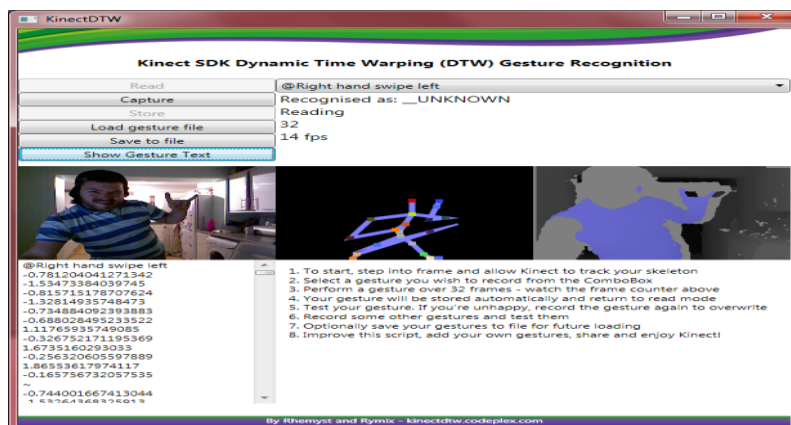 KinectDTW
Kinect SDK Dynamic Time Warping (DTW) Gesture Recognition
Read
@Right hand swipe left
Capture
Recognised as: __UNKNOWN
Store
Reading
Load gesture file
32
Save to file
14 fps
Show Gesture Text
@Right hand swipe left
-0.781204041271342
-1.53473384039745
-0.815715178707624
-1.32814935748473
-0.734884092393883
-0.688028495233522
1.11765935749085
-0.326752171195369
1.6735160293033
-0.256320605597889
1.86553617974117
-0.165756732057535
~
-0.744001667413044
1. To start, step into frame and allow Kinect to track your skeleton
2. Select a gesture you wish to record from the ComboBox
3. Perform a gesture over 32 frames - watch the frame counter above
4. Your gesture will be stored automatically and return to read mode
5. Test your gesture. If you're unhappy, record the gesture again to overwrite
6. Record some other gestures and test them
7. Optionally save your gestures to file for future loading
8. Improve this script, add your own gestures, share and enjoy Kinect!
By Rhemyst and Rymix - kinectdtw.codeplex.com